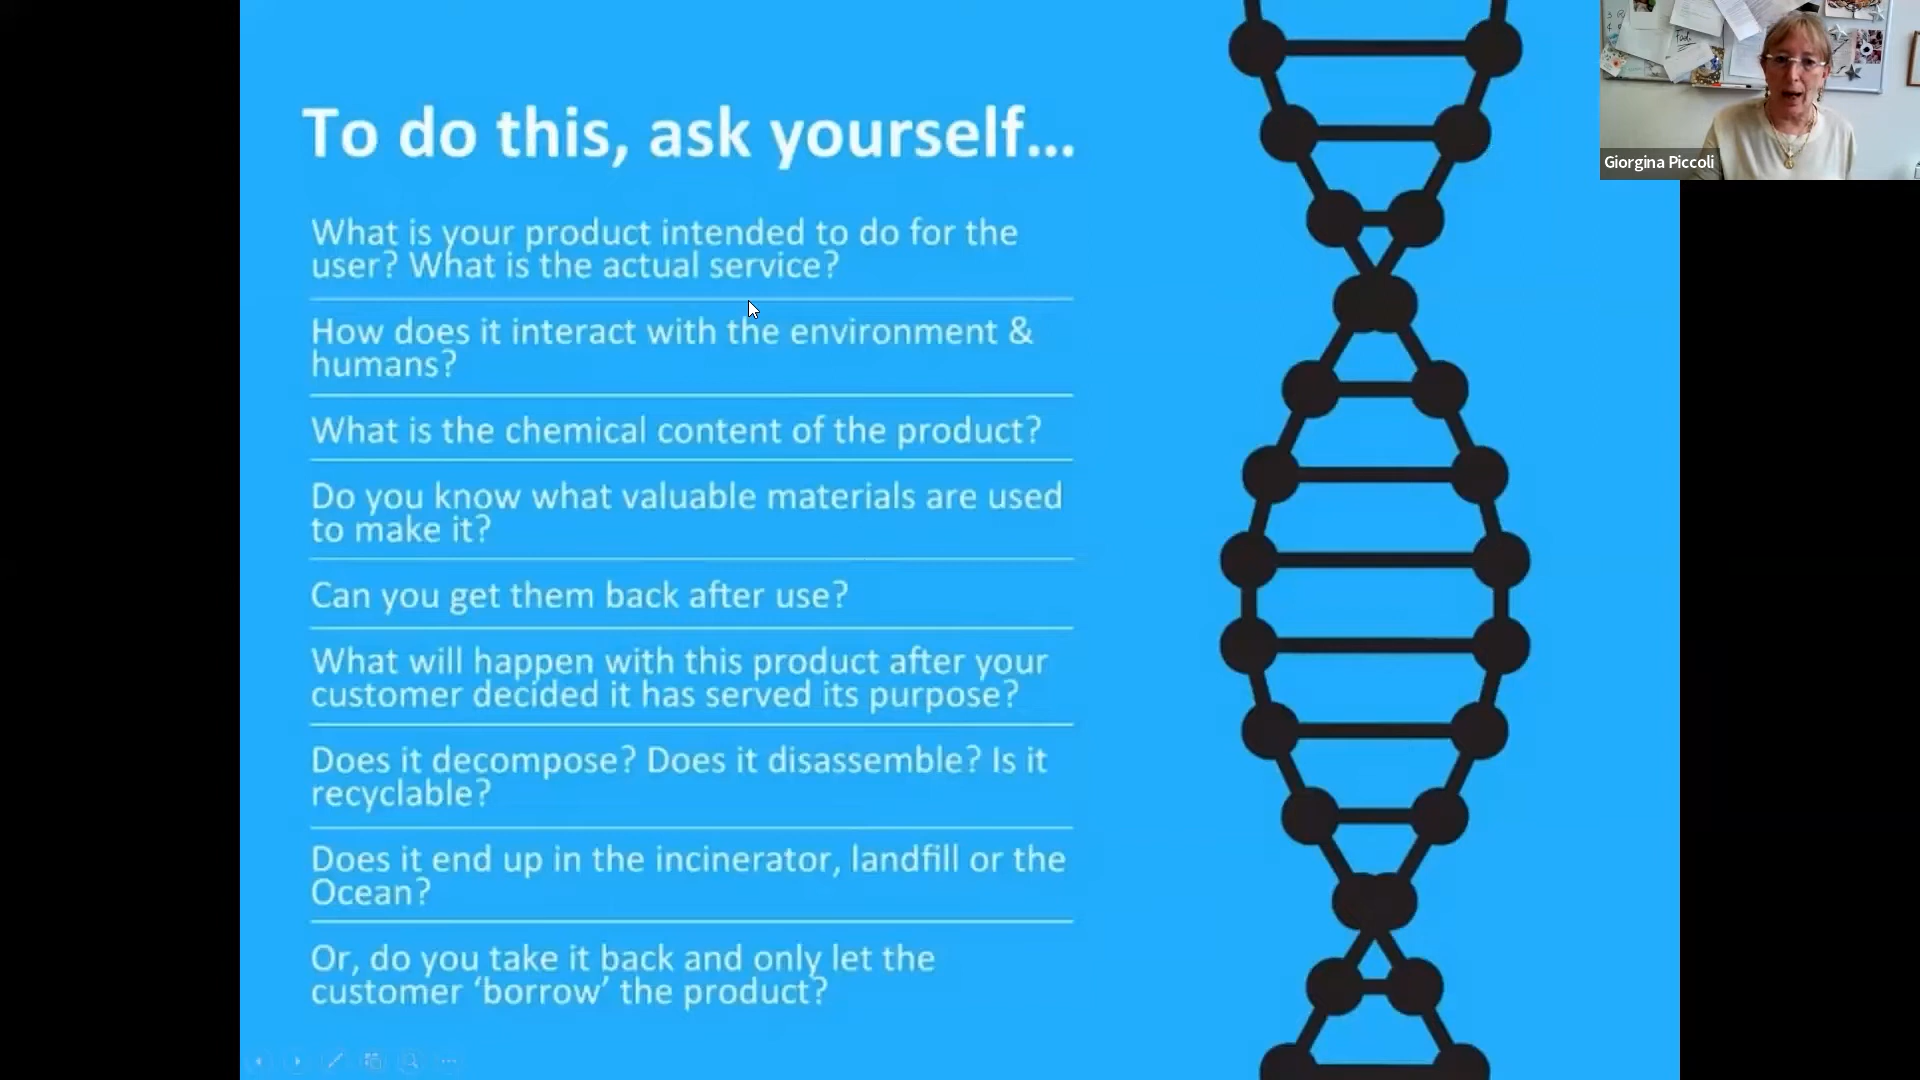 To do this, ask yourself...
What is your product intended to do for the
user? What is the actual service?
How does it interact with the environment &
humans?
What is the chemical content of the product?
Do you know what valuable materials are used
to make it?
Can you get them back after use?
What will happen with this product after your
customer decided it has served its purpose?
Does it decompose? Does it disassemble? Is it
recyclable?
Does it end up in the incinerator, landfill or the
Ocean?
Or, do you take it back and only let the
customer ‘borrow’ the product?
Giorgina Piccoli